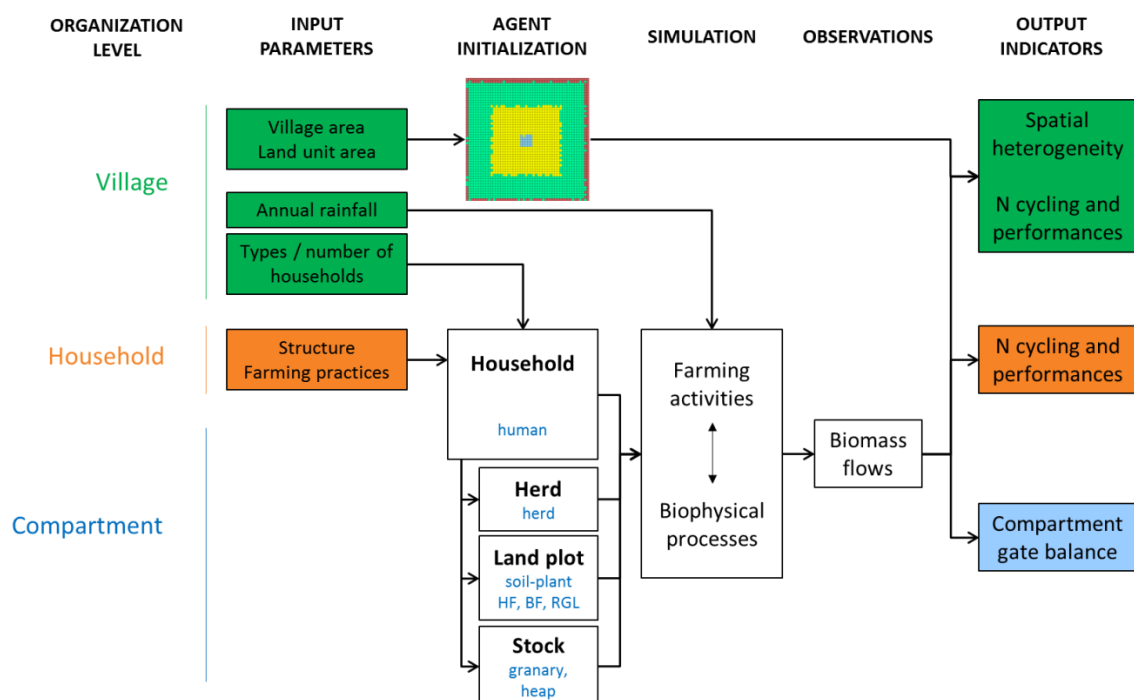 ORGANIZATION
LEVEL
INPUT
PARAMETERS
AGENT
INITIALIZATION
SIMULATION
OBSERVATIONS
OUTPUT
INDICATORS
Village
Village area
Land unit area
Annual rainfall
Types / number of
households
Spatial
heterogeneity
N cycling and
performances
Household
Structure
Farming practices
Household
human
Farming
activities
Biophysical
processes
Biomass
flows
N cycling and
performances
Compartment
Herd
herd
Land plot
soil-plant
HF, BF, RGL
Stock
granary,
heap
Compartment
gate balance